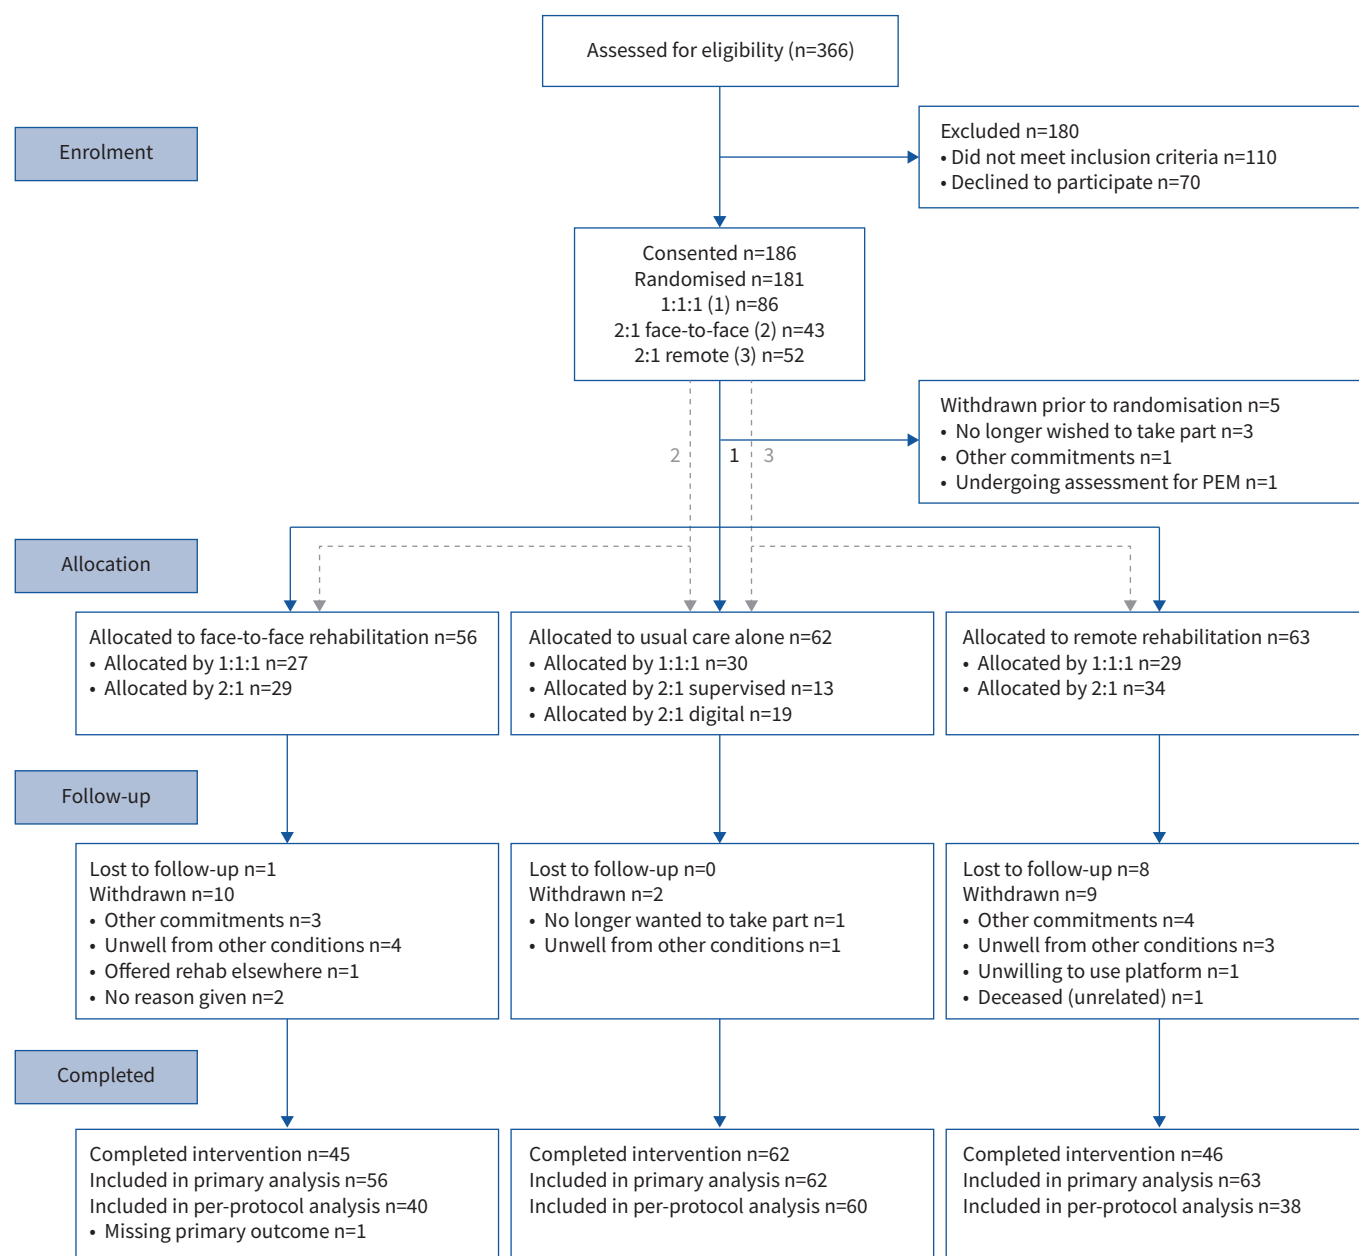 Assessed for eligibility (n=366)
Enrolment
Excluded n=180
• Did not meet inclusion criteria n=110
• Declined to participate n=70
Consented n=186
Randomised n=181
1:1:1 (1) n=86
2:1 face-to-face (2) n=43
2:1 remote (3) n=52
Withdrawn prior to randomisation n=5
• No longer wished to take part n=3
• Other commitments n=1
• Undergoing assessment for PEM n=1
2
1
3
Allocation
Allocated to face-to-face rehabilitation n=56
• Allocated by 1:1:1 n=27
• Allocated by 2:1 n=29
Allocated to usual care alone n=62
• Allocated by 1:1:1 n=30
• Allocated by 2:1 supervised n=13
• Allocated by 2:1 digital n=19
Allocated to remote rehabilitation n=63
• Allocated by 1:1:1 n=29
• Allocated by 2:1 n=34
Follow-up
Lost to follow-up n=1
Withdrawn n=10
• Other commitments n=3
• Unwell from other conditions n=4
• Offered rehab elsewhere n=1
• No reason given n=2
Lost to follow-up n=0
Withdrawn n=2
• No longer wanted to take part n=1
• Unwell from other conditions n=1
Lost to follow-up n=8
Withdrawn n=9
• Other commitments n=4
• Unwell from other conditions n=3
• Unwilling to use platform n=1
• Deceased (unrelated) n=1
Completed
Completed intervention n=45
Included in primary analysis n=56
Included in per-protocol analysis n=40
• Missing primary outcome n=1
Completed intervention n=62
Included in primary analysis n=62
Included in per-protocol analysis n=60
Completed intervention n=46
Included in primary analysis n=63
Included in per-protocol analysis n=38